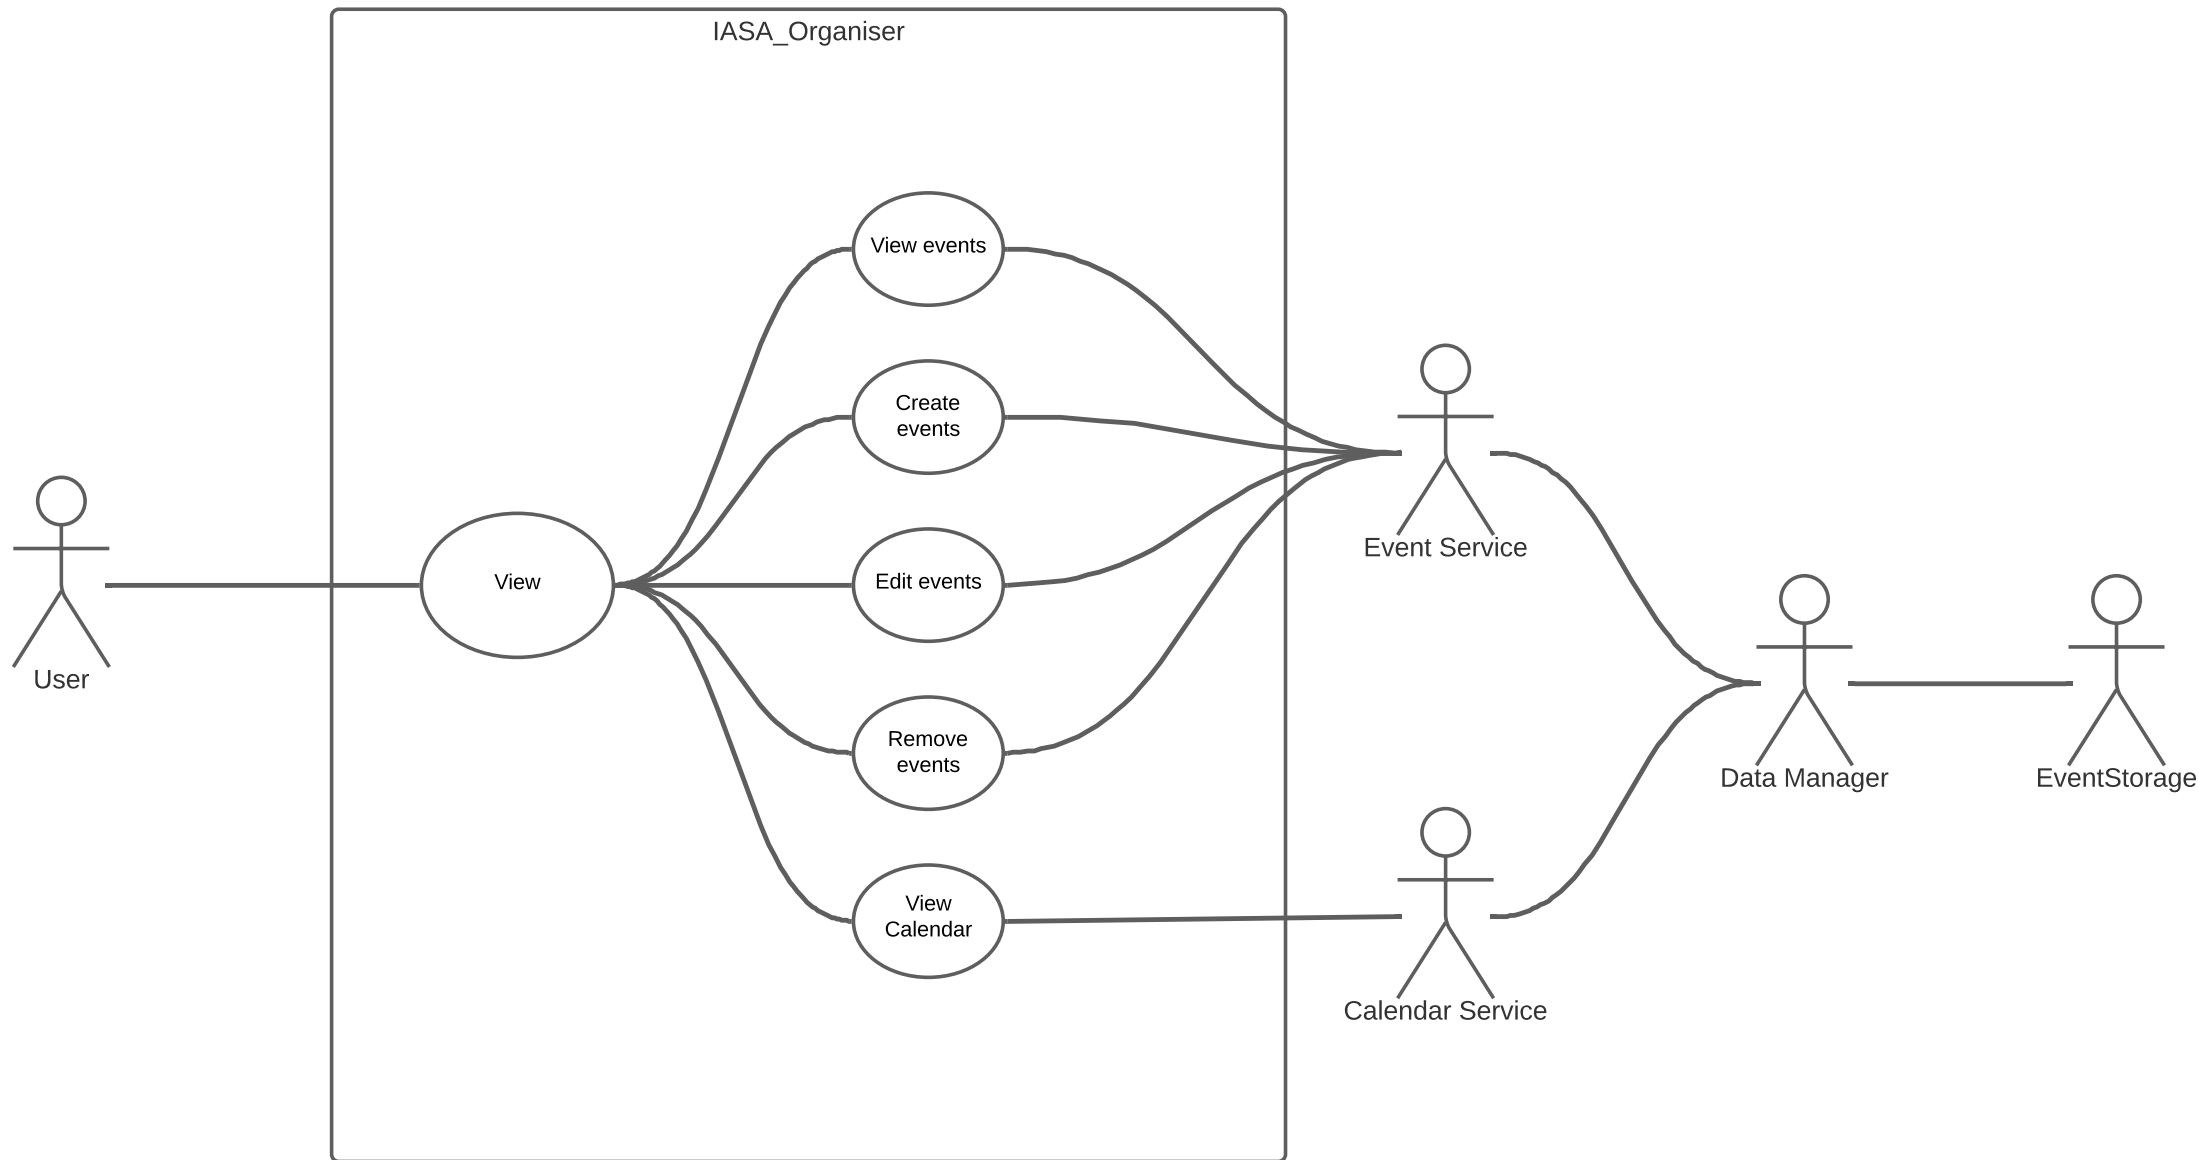 IASA_Organiser
View events
Create
events
Event Service
View
Edit events
User
Remove
events
Data Manager
EventStorage
View
Calendar
Calendar Service